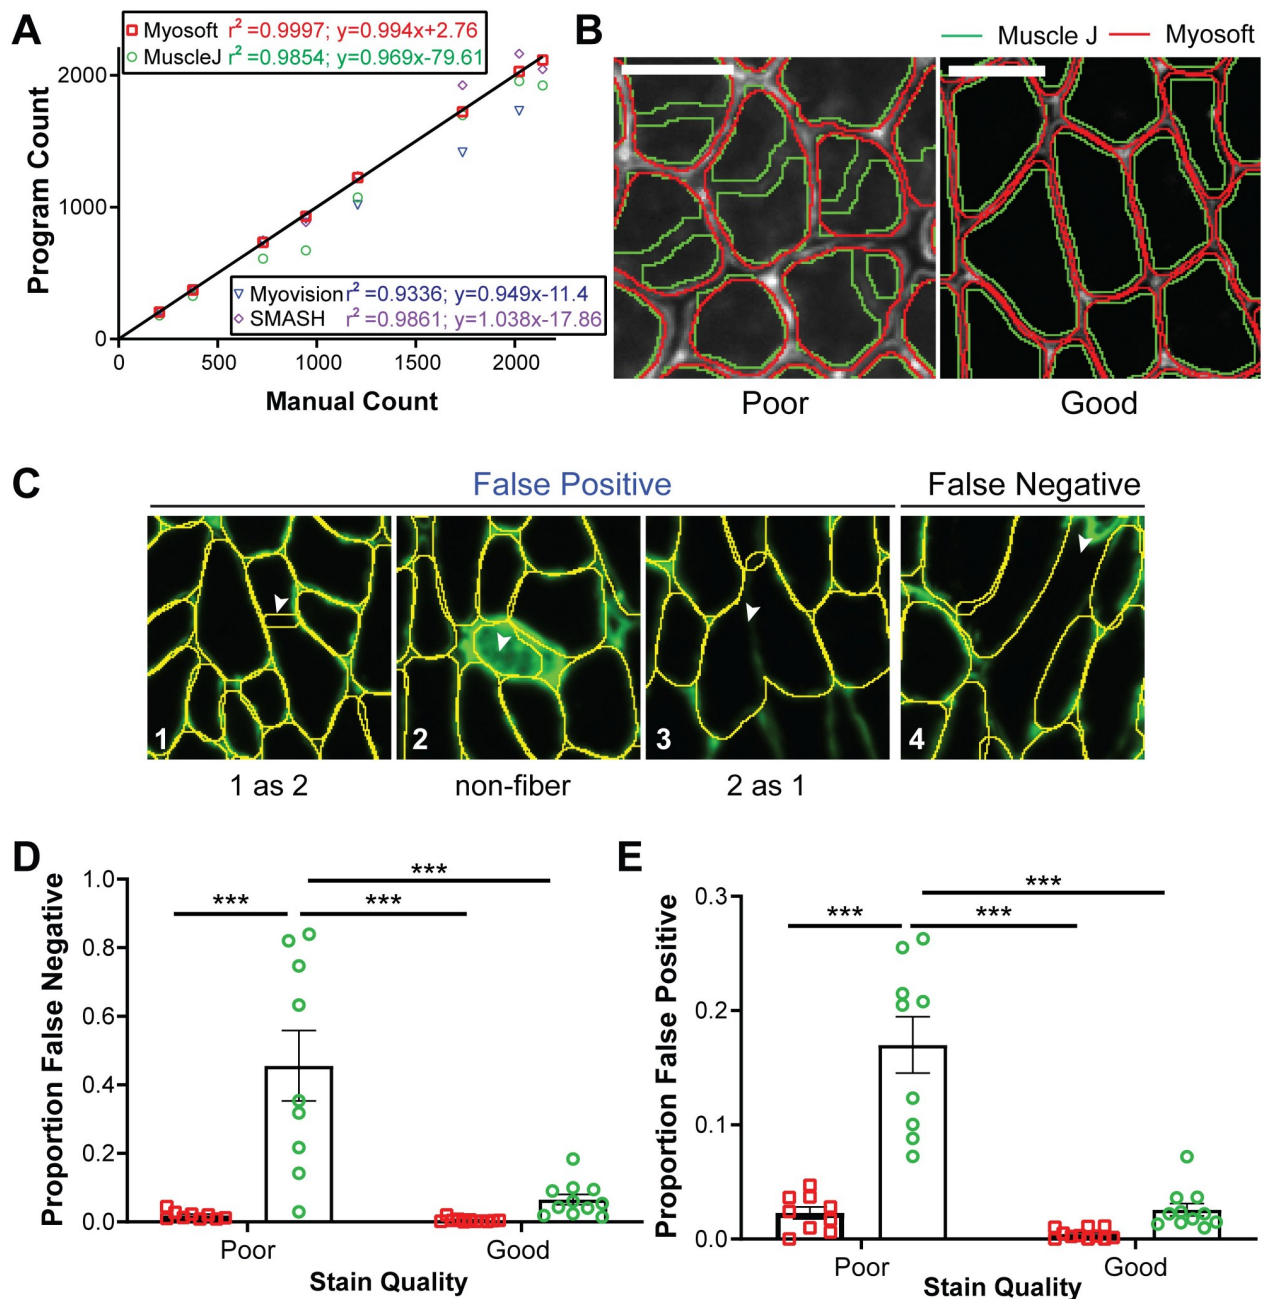 A
Myosoft r² =0.9997; y=0.994x+2.76
MuscleJ r² =0.9854; y=0.969x-79.61
Program Count
2000
1000
0
Myovision r² =0.9336; y=0.949x-11.4
SMASH r² =0.9861; y=1.038x-17.86
0 500 1000 1500 2000
Manual Count
B
Muscle J Myosoft
Poor Good
C
False Positive False Negative
1 2 3 4
1 as 2 non-fiber 2 as 1
D
Proportion False Negative
1.0
0.8
0.6
0.4
0.2
0.0
*** 
***
***
Poor Good
Stain Quality
E
Proportion False Positive
0.3
0.2
0.1
0.0
***
***
***
Poor Good
Stain Quality